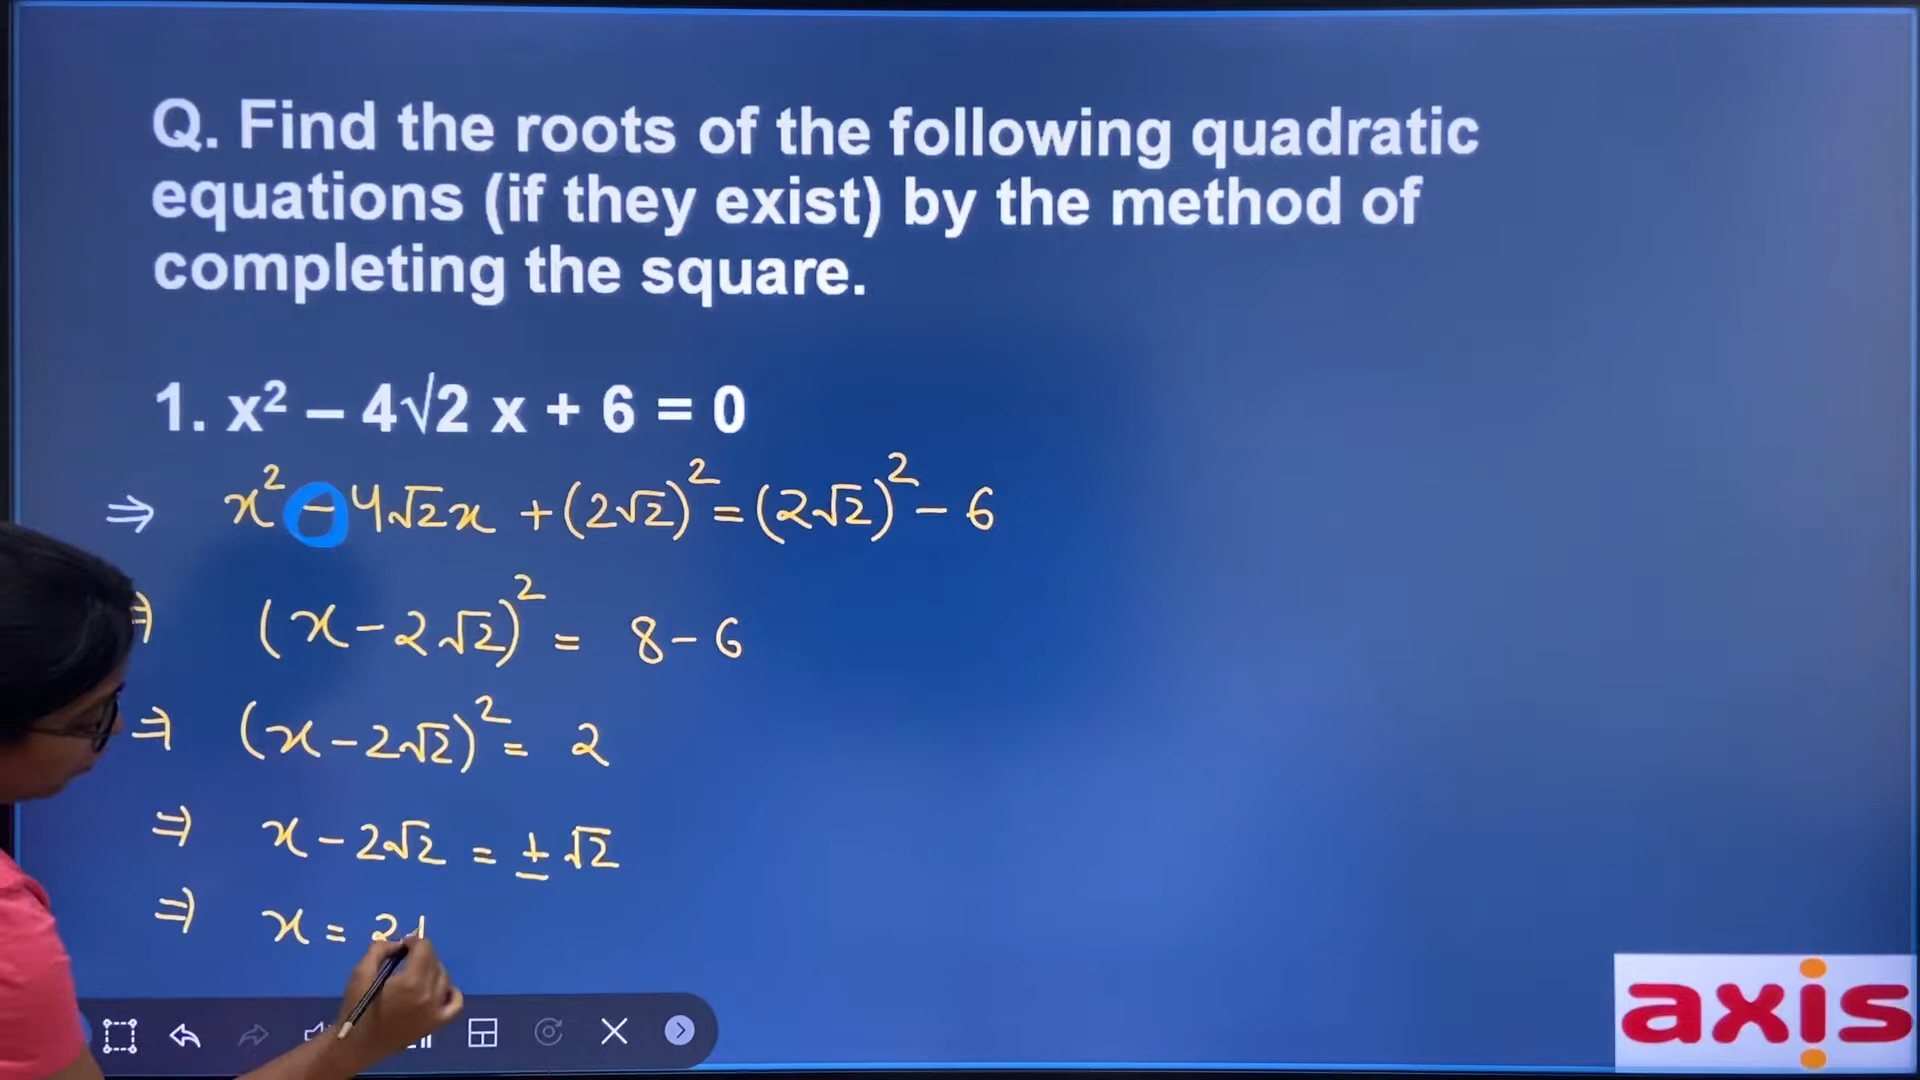 Q. Find the roots of the following quadratic
equations (if they exist) by the method of
completing the square.
1. x² – 4√2 x + 6 = 0
⇒ x² - 4√2x + (2√2)² = (2√2)² - 6
⇒ (x - 2√2)² = 8 - 6
⇒ (x - 2√2)² = 2
⇒ x - 2√2 = ± √2
⇒ x = 2
axis